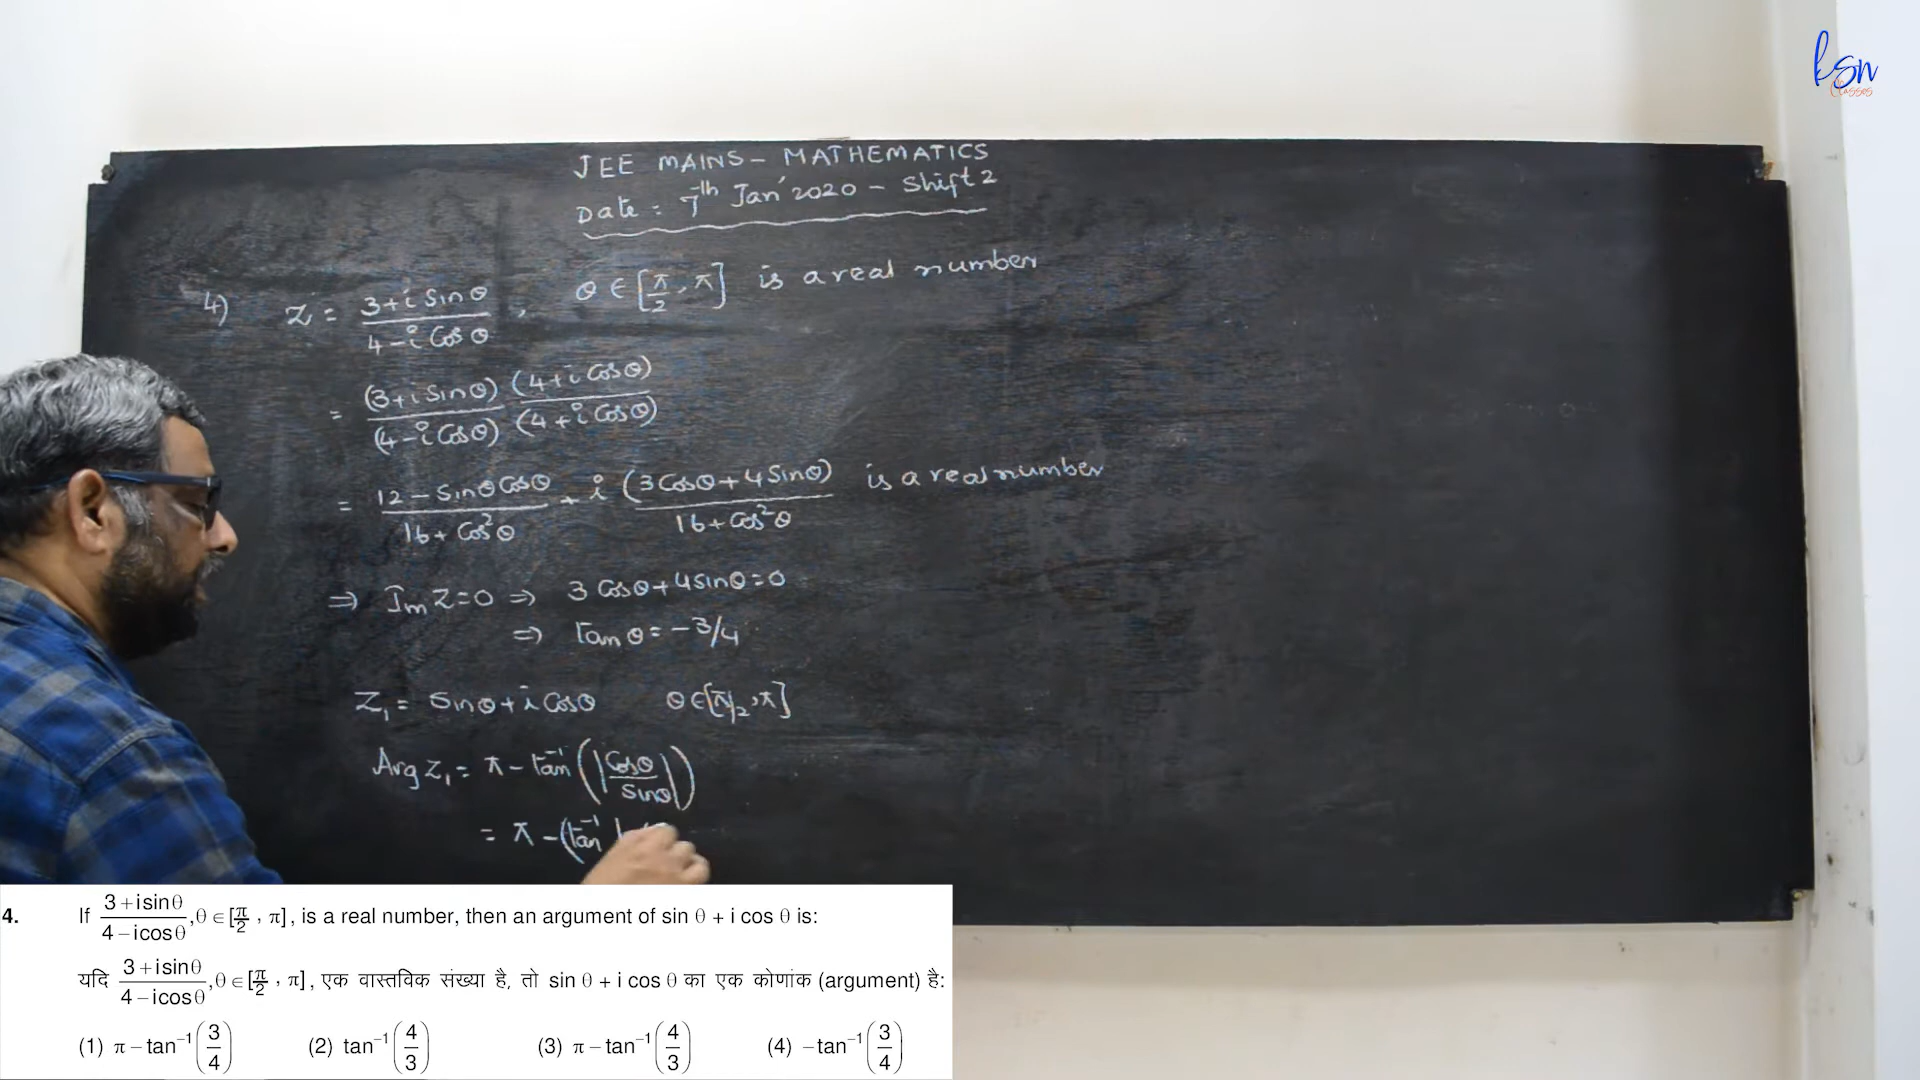 ksn
Classes
JEE MAINS - MATHEMATICS
Date : 7th Jan' 2020 - Shift 2
4) Z = (3+i Sinθ)/(4-i Cosθ) , θ ∈ [π/2, π] is a real number
= (3+i Sinθ)(4+i Cosθ)/(4-i Cosθ)(4+i Cosθ)
= (12 - Sinθ Cosθ)/(16 + Cos²θ) + i (3Cosθ + 4Sinθ)/(16 + Cos²θ) is a real number
⇒ Im Z = 0 ⇒ 3 Cosθ + 4 sinθ = 0
⇒ tan θ = -3/4
Z₁ = Sinθ + i Cosθ θ ∈ [π/2, π]
Arg Z₁ = π - tan⁻¹(|Cosθ/Sinθ|)
= π - (tan⁻¹ |
4. If (3+isinθ)/(4-icosθ), θ ∈ [π/2, π], is a real number, then an argument of sin θ + i cos θ is:
यदि (3+isinθ)/(4-icosθ), θ ∈ [π/2, π], एक वास्तविक संख्या है, तो sin θ + i cos θ का एक कोणांक (argument) है:
(1) π - tan⁻¹(3/4) (2) tan⁻¹(4/3) (3) π - tan⁻¹(4/3) (4) -tan⁻¹(3/4)